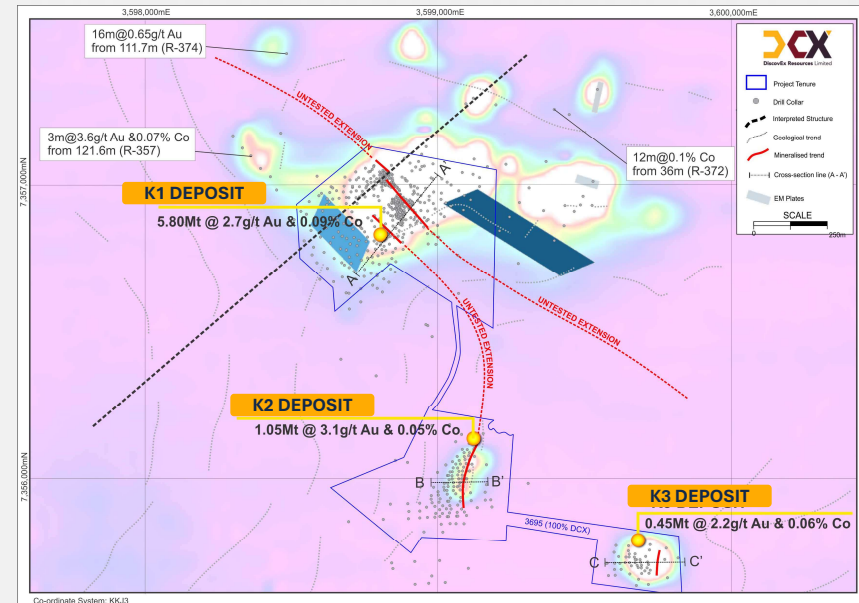 3,598,000mE
3,599,000mE
3,600,000mE
16m@0.65g/t Au
from 111.7m (R-374)
DCX
DiscovEx Resources Limited
Project Tenure
Drill Collar
Interpreted Structure
Geological trend
Mineralised trend
Cross-section line (A - A')
EM Plates
SCALE
0
250m
UNTESTED EXTENSION
3m@3.6g/t Au &0.07% Co
from 121.6m (R-357)
12m@0.1% Co
from 36m (R-372)
7,357,000mN
A'
K1 DEPOSIT
5.80Mt @ 2.7g/t Au & 0.09% Co
A
UNTESTED EXTENSION
UNTESTED EXTENSION
K2 DEPOSIT
1.05Mt @ 3.1g/t Au & 0.05% Co
7,356,000mN
B
B'
K3 DEPOSIT
3695 (100% DCX)
0.45Mt @ 2.2g/t Au & 0.06% Co
C
C'
Co-ordinate System: KKJ3